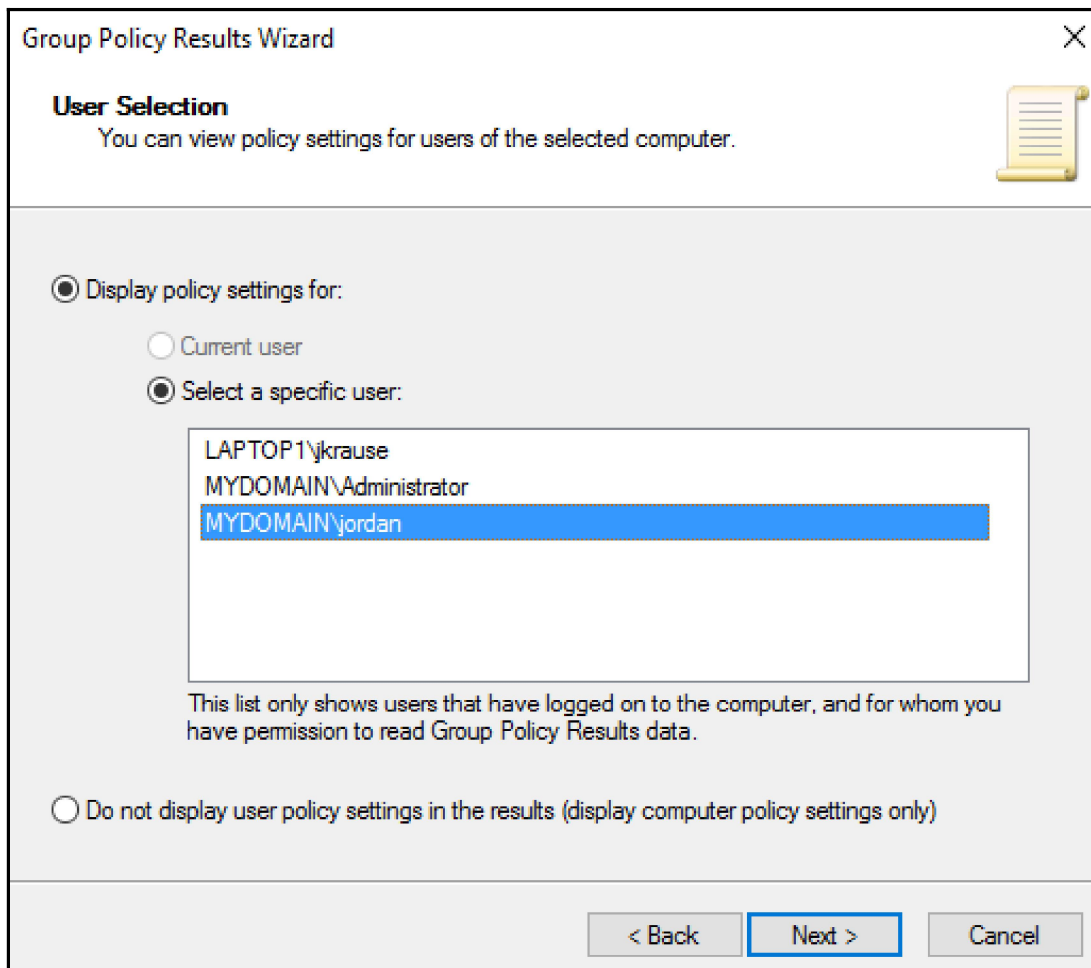 Group Policy Results Wizard
User Selection
You can view policy settings for users of the selected computer.
Display policy settings for:
Current user
Select a specific user:
LAPTOP1\jkrause
MYDOMAIN\Administrator
MYDOMAIN\jordan
This list only shows users that have logged on to the computer, and for whom you
have permission to read Group Policy Results data.
Do not display user policy settings in the results (display computer policy settings only)
< Back Next > Cancel